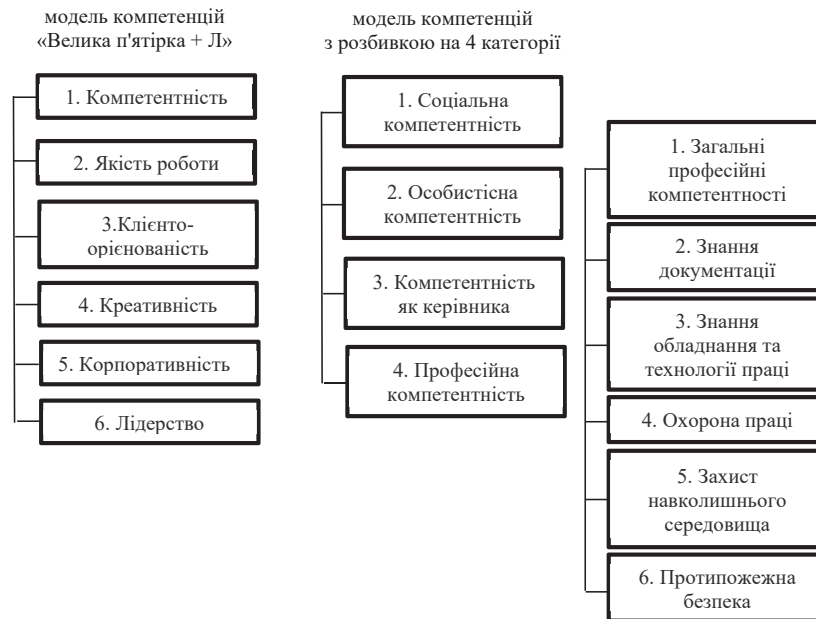 модель компетенцій
«Велика п'ятірка + Л»
1. Компетентність
2. Якість роботи
3.Клієнто-
орієнованість
4. Креативність
5. Корпоративність
6. Лідерство
модель компетенцій
з розбивкою на 4 категорії
1. Соціальна
компетентність
2. Особистісна
компетентність
3. Компетентність
як керівника
4. Професійна
компетентність
1. Загальні
професійні
компетентності
2. Знання
документації
3. Знання
обладнання та
технології праці
4. Охорона праці
5. Захист
навколишнього
середовища
6. Протипожежна
безпека